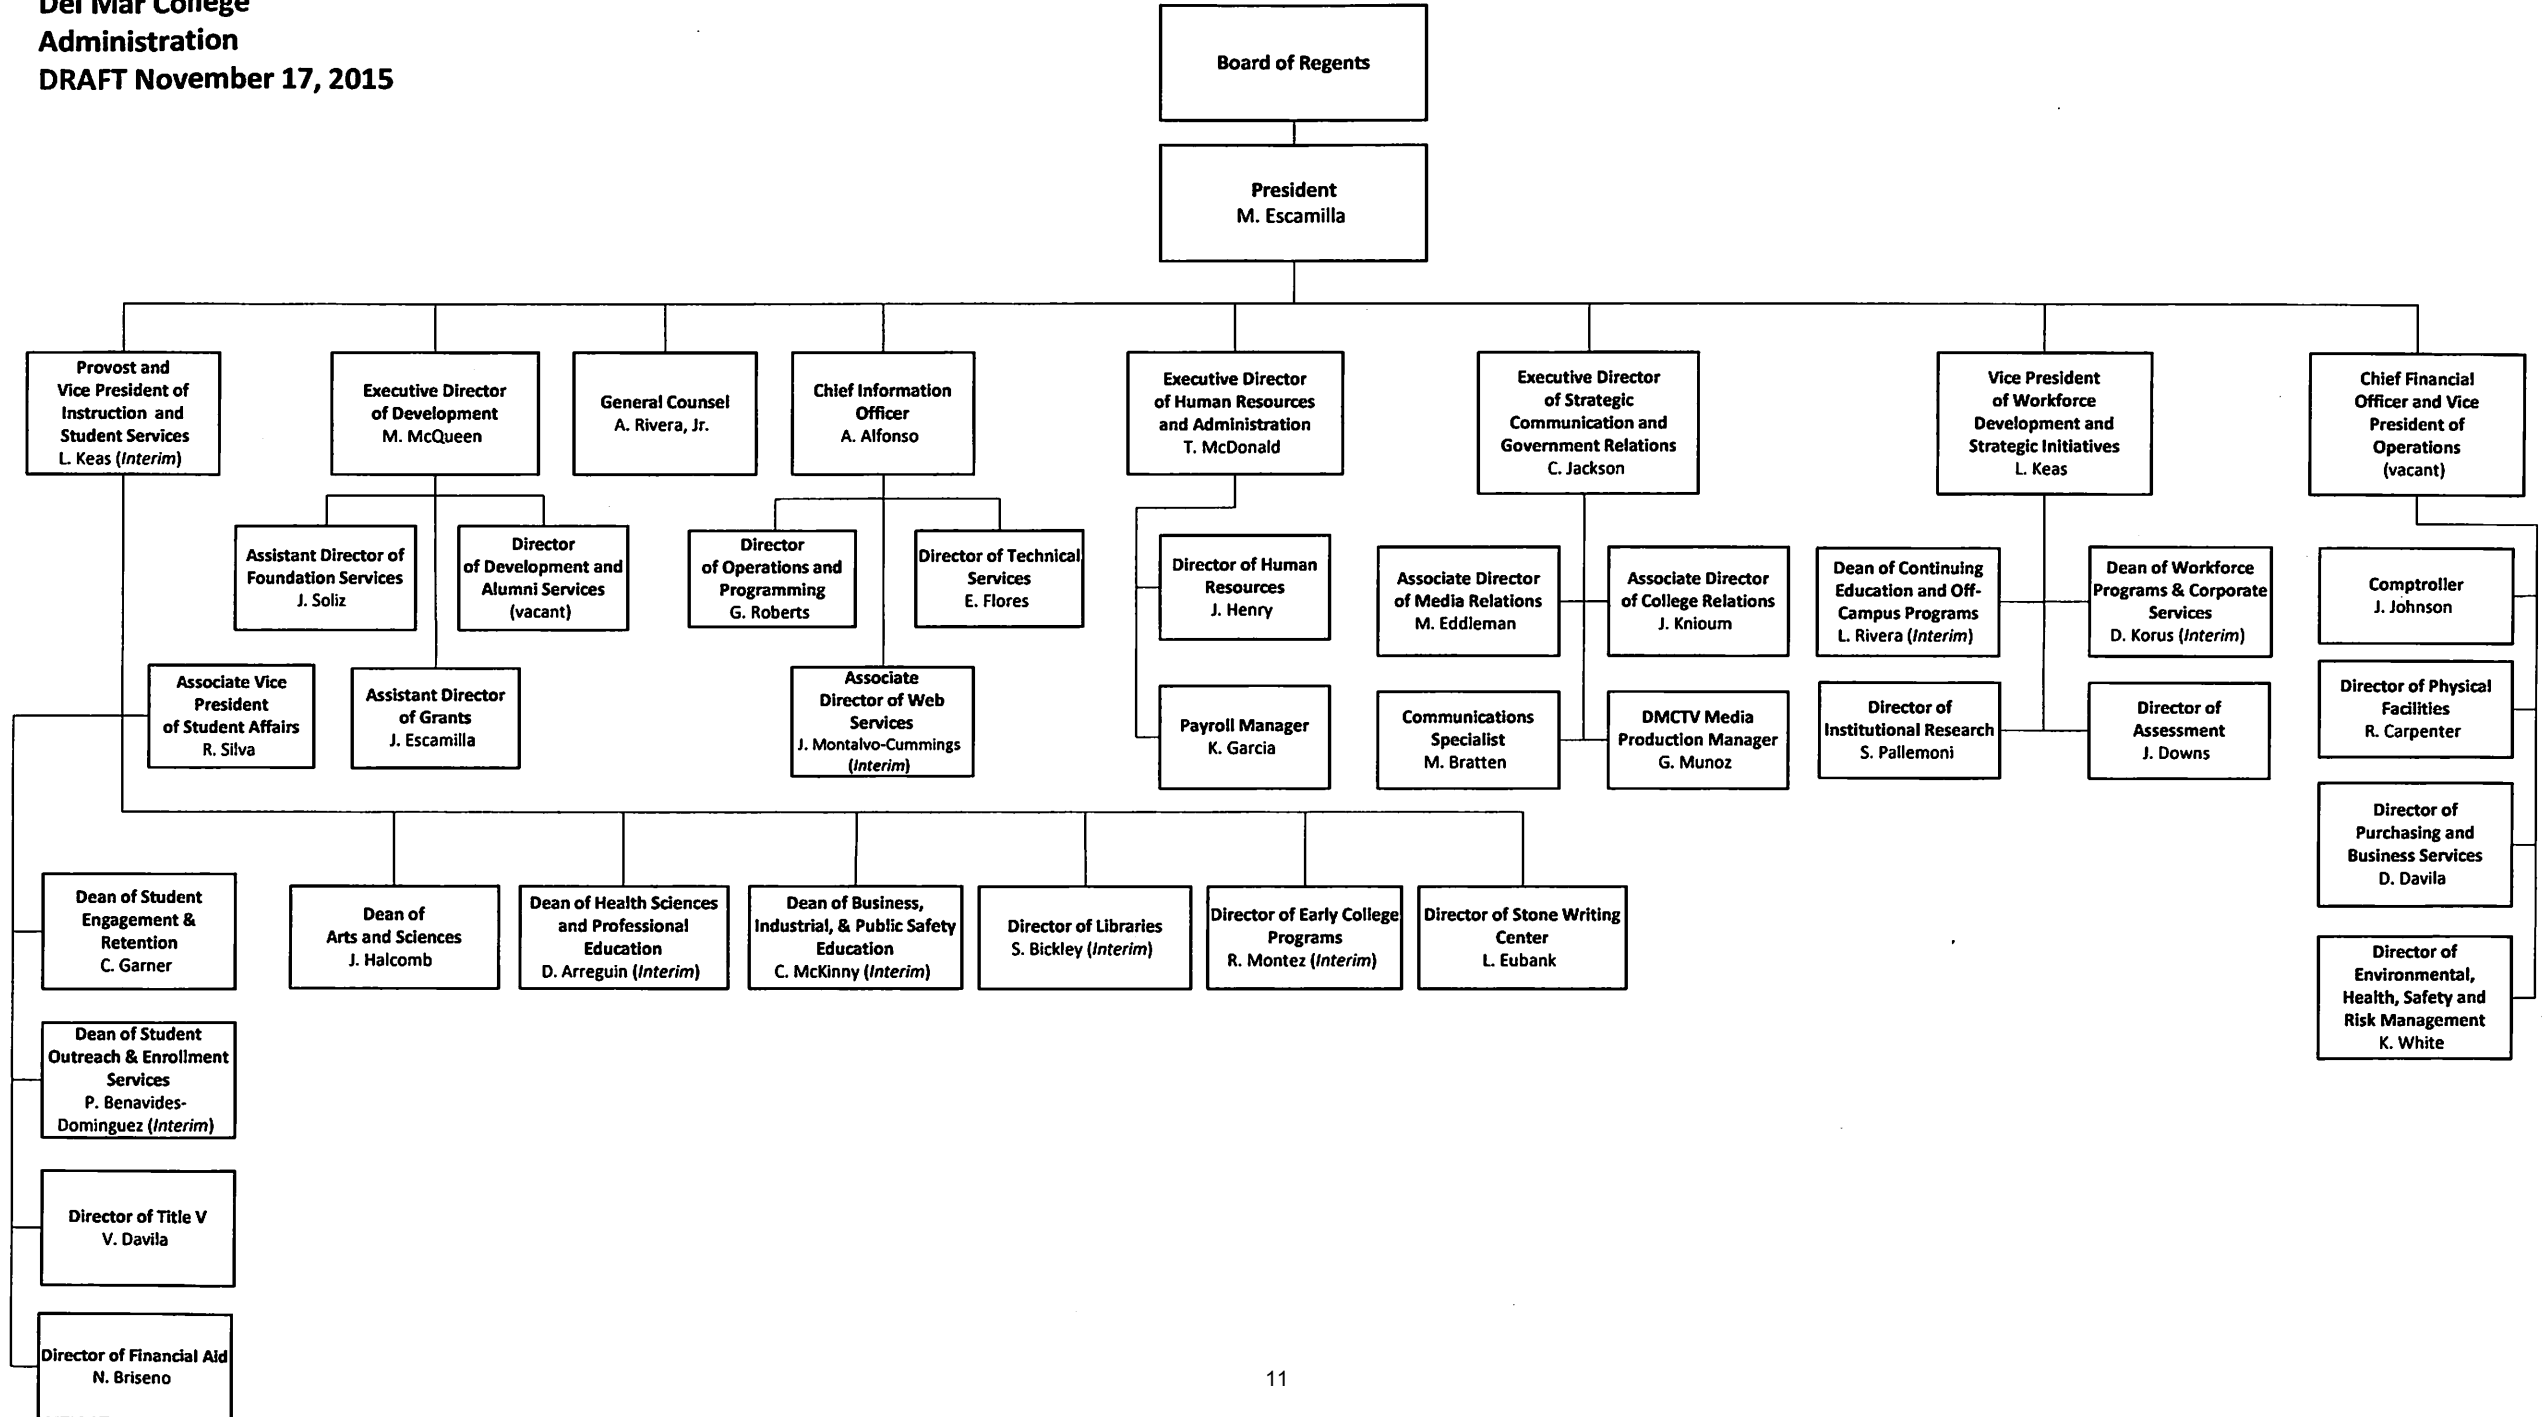 Del Mar College
Administration
DRAFT November 17, 2015
Board of Regents
President
M. Escamilla
Provost and
Vice President of
Instruction and
Student Services
L. Keas (Interim)
Executive Director
of Development
M. McQueen
General Counsel
A. Rivera, Jr.
Chief Information
Officer
A. Alfonso
Executive Director
of Human Resources
and Administration
T. McDonald
Executive Director
of Strategic
Communication and
Government Relations
C. Jackson
Vice President
of Workforce
Development and
Strategic Initiatives
L. Keas
Chief Financial
Officer and Vice
President of
Operations
(vacant)
Assistant Director of
Foundation Services
J. Soliz
Director
of Development and
Alumni Services
(vacant)
Director
of Operations and
Programming
G. Roberts
Director of Technical
Services
E. Flores
Director of Human
Resources
J. Henry
Associate Director
of Media Relations
M. Eddleman
Associate Director
of College Relations
J. Knioum
Dean of Continuing
Education and Off-
Campus Programs
L. Rivera (Interim)
Dean of Workforce
Programs & Corporate
Services
D. Korus (Interim)
Comptroller
J. Johnson
Associate Vice
President
of Student Affairs
R. Silva
Assistant Director
of Grants
J. Escamilla
Associate
Director of Web
Services
J. Montalvo-Cummings
(Interim)
Payroll Manager
K. Garcia
Communications
Specialist
M. Bratten
DMCTV Media
Production Manager
G. Munoz
Director of
Institutional Research
S. Pallemoni
Director of
Assessment
J. Downs
Director of Physical
Facilities
R. Carpenter
Director of
Purchasing and
Business Services
D. Davila
Dean of Student
Engagement &
Retention
C. Garner
Dean of
Arts and Sciences
J. Halcomb
Dean of Health Sciences
and Professional
Education
D. Arreguin (Interim)
Dean of Business,
Industrial, & Public Safety
Education
C. McKinny (Interim)
Director of Libraries
S. Bickley (Interim)
Director of Early College
Programs
R. Montez (Interim)
Director of Stone Writing
Center
L. Eubank
Director of
Environmental,
Health, Safety and
Risk Management
K. White
Dean of Student
Outreach & Enrollment
Services
P. Benavides-
Dominguez (Interim)
Director of Title V
V. Davila
Director of Financial Aid
N. Briseno
11